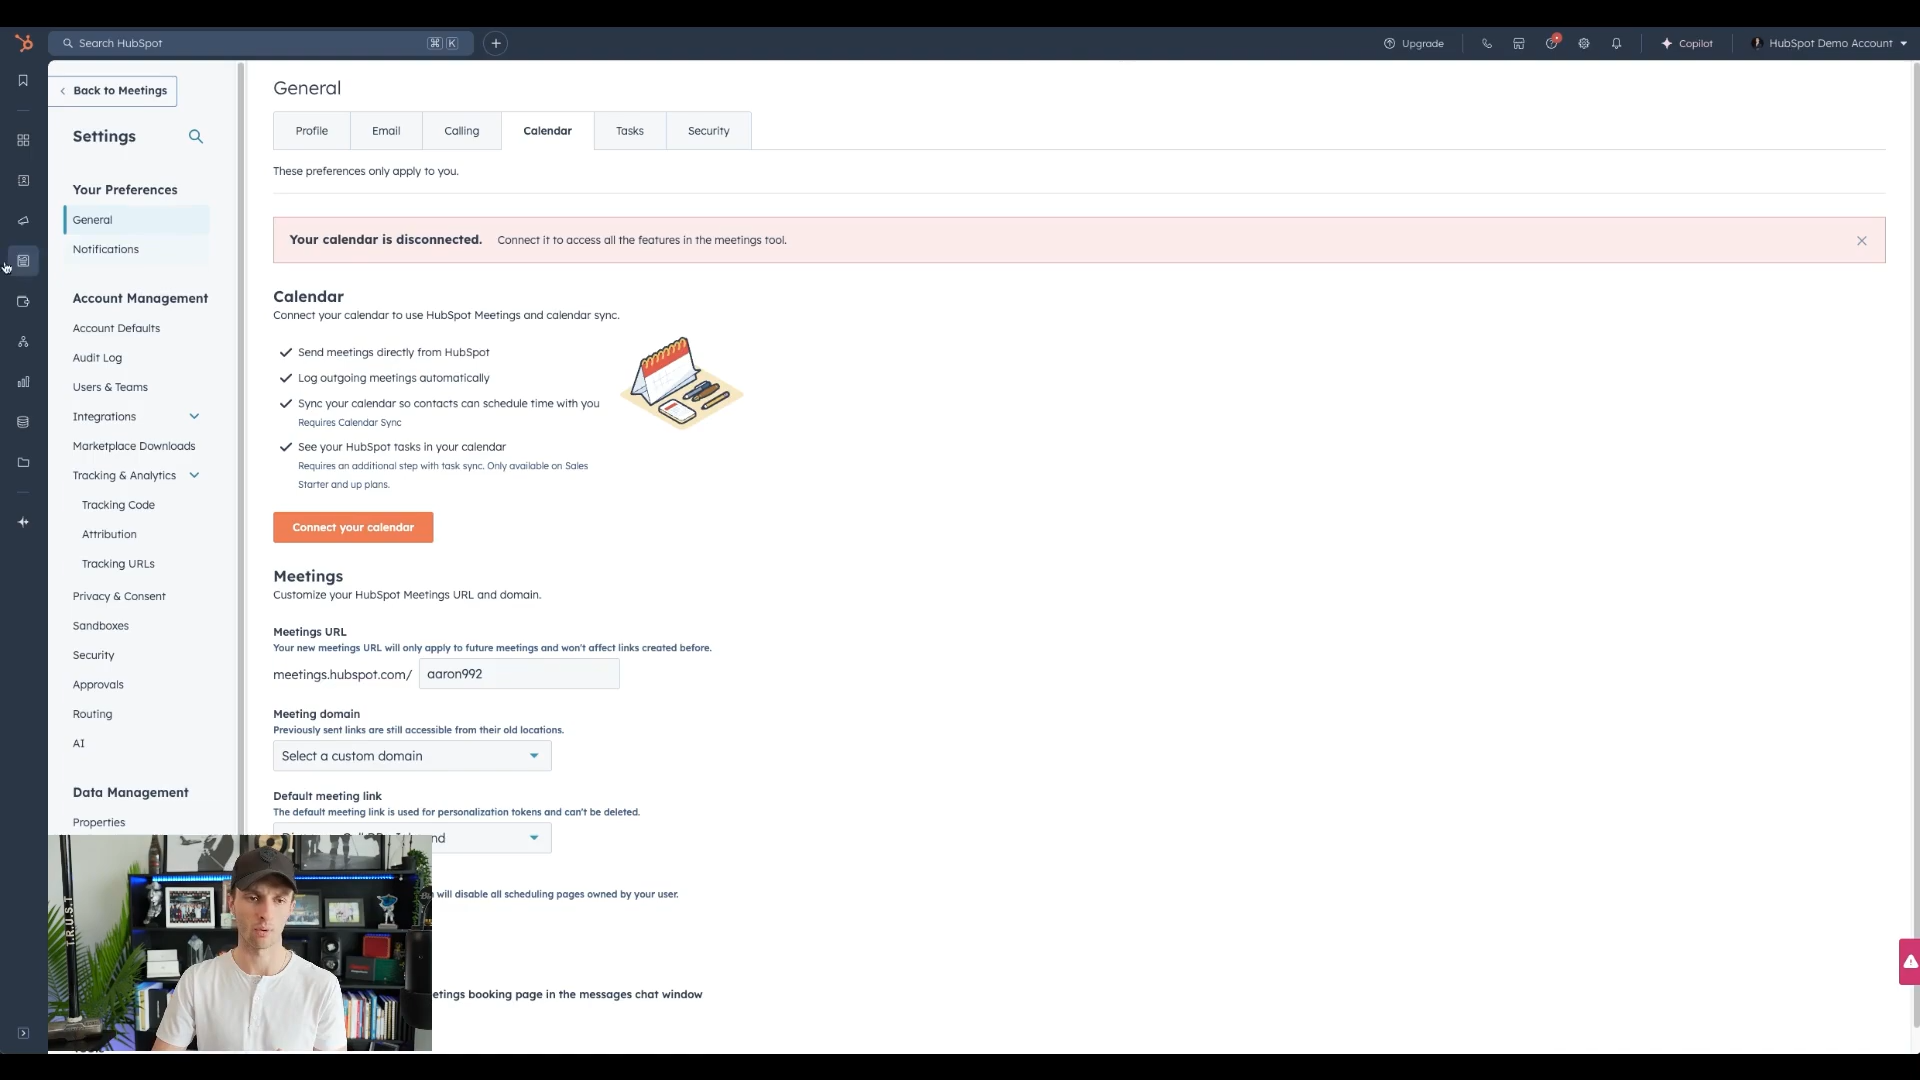 Search HubSpot
⌘ K
Upgrade
Copilot
HubSpot Demo Account
Back to Meetings
Settings
Your Preferences
General
Notifications
Account Management
Account Defaults
Audit Log
Users & Teams
Integrations
Marketplace Downloads
Tracking & Analytics
Tracking Code
Attribution
Tracking URLs
Privacy & Consent
Sandboxes
Security
Approvals
Routing
AI
Data Management
Properties
General
Profile
Email
Calling
Calendar
Tasks
Security
These preferences only apply to you.
Your calendar is disconnected. Connect it to access all the features in the meetings tool.
Calendar
Connect your calendar to use HubSpot Meetings and calendar sync.
Send meetings directly from HubSpot
Log outgoing meetings automatically
Sync your calendar so contacts can schedule time with you
Requires Calendar Sync
See your HubSpot tasks in your calendar
Requires an additional step with task sync. Only available on Sales
Starter and up plans.
Connect your calendar
Meetings
Customize your HubSpot Meetings URL and domain.
Meetings URL
Your new meetings URL will only apply to future meetings and won't affect links created before.
meetings.hubspot.com/ aaron992
Meeting domain
Previously sent links are still accessible from their old locations.
Select a custom domain
Default meeting link
The default meeting link is used for personalization tokens and can't be deleted.
will disable all scheduling pages owned by your user.
etings booking page in the messages chat window
T.R.U.S.T